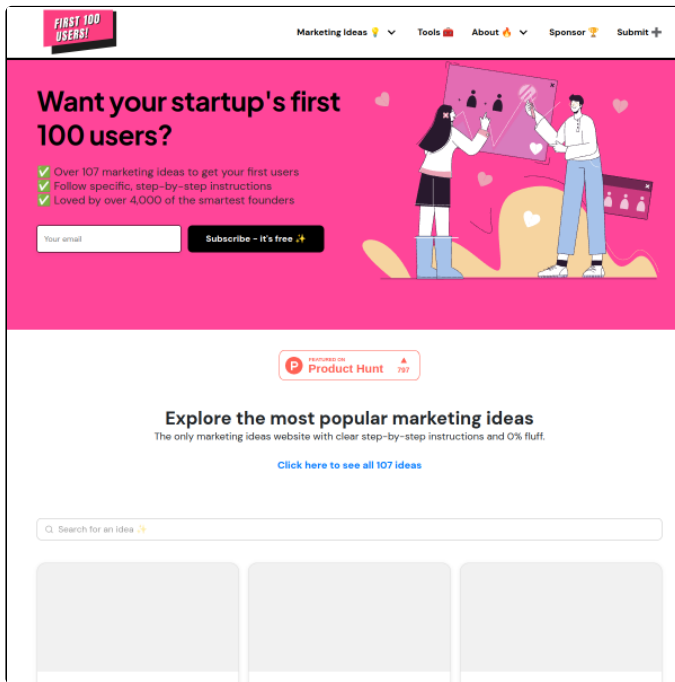 FIRST 100
USERS!
Marketing Ideas 💡
Tools 🧰
About 🔥
Sponsor 🏆
Submit ➕
Want your startup's first
100 users?
✅ Over 107 marketing ideas to get your first users
✅ Follow specific, step-by-step instructions
✅ Loved by over 4,000 of the smartest founders
Your email
Subscribe - it's free ✨
FEATURED ON
Product Hunt
797
Explore the most popular marketing ideas
The only marketing ideas website with clear step-by-step instructions and 0% fluff.
Click here to see all 107 ideas
Search for an idea ✨